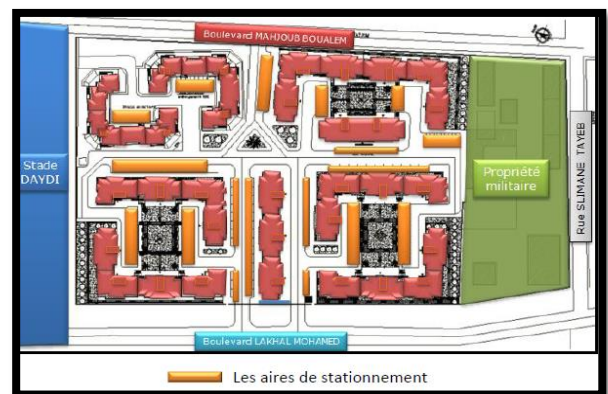 Boulevard MAHJOUB BOUALEM
Stade
DAYDI
Propriété
militaire
Rue SLIMANE TAYEB
Boulevard LAKHAL MOHAMED
Les aires de stationnement